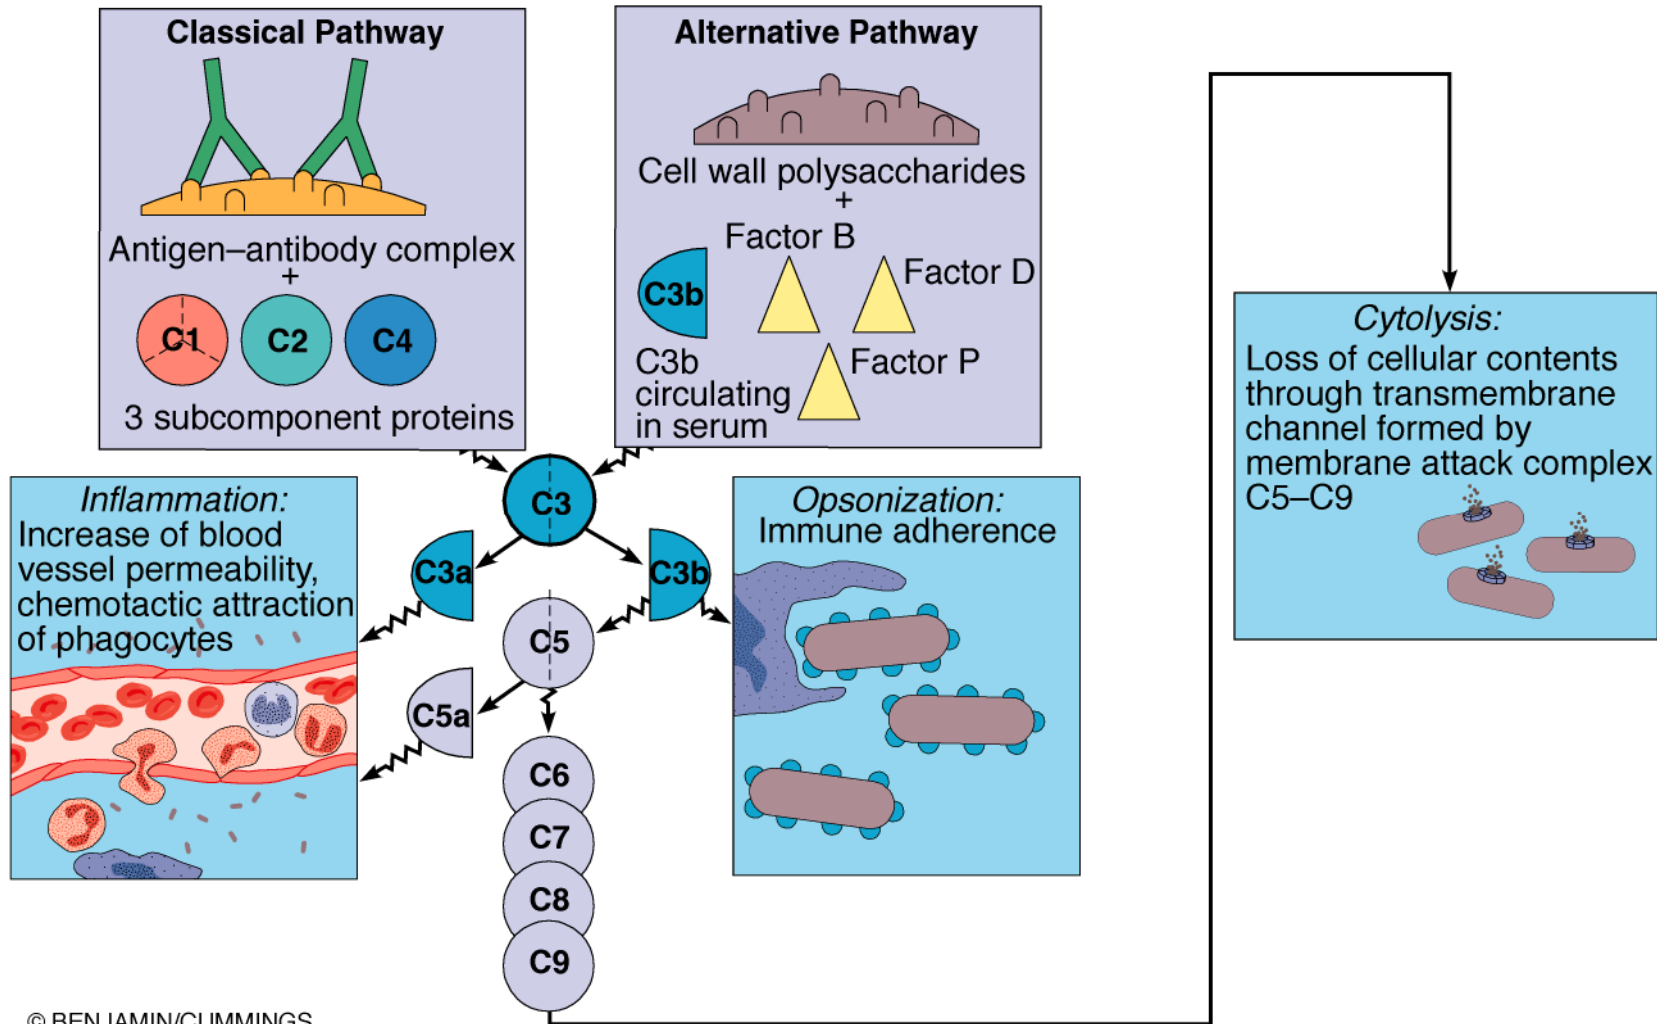 Classical Pathway
Antigen–antibody complex
+
C1
C2
C4
3 subcomponent proteins
Alternative Pathway
Cell wall polysaccharides
+
Factor B
Factor D
C3b
Factor P
C3b
circulating
in serum
C3
C3a
C3b
C5
C5a
C6
C7
C8
C9
Inflammation:
Increase of blood
vessel permeability,
chemotactic attraction
of phagocytes
Opsonization:
Immune adherence
Cytolysis:
Loss of cellular contents
through transmembrane
channel formed by
membrane attack complex
C5–C9
© BENJAMIN/CUMMINGS